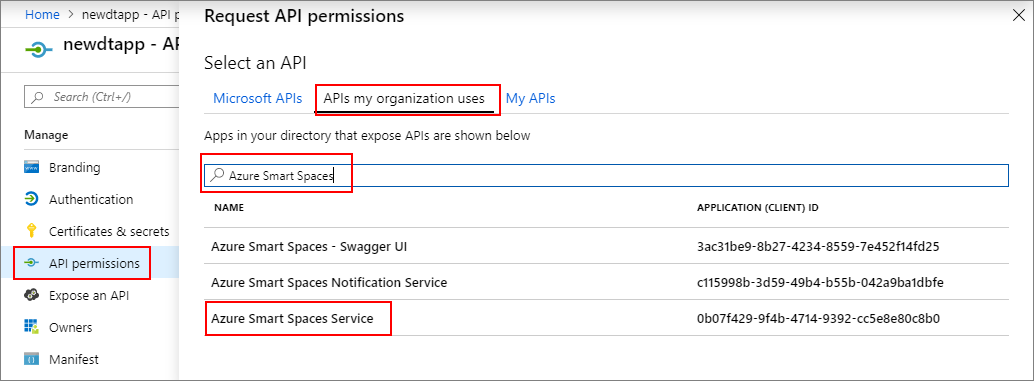 Home > newdtapp - API p
newdtapp - AP
Search (Ctrl+/)
Manage
Branding
Authentication
Certificates & secrets
API permissions
Expose an API
Owners
Manifest
Request API permissions
Select an API
Microsoft APIs APIs my organization uses My APIs
Apps in your directory that expose APIs are shown below
Azure Smart Spaces
NAME APPLICATION (CLIENT) ID
Azure Smart Spaces - Swagger UI 3ac31be9-8b27-4234-8559-7e452f14fd25
Azure Smart Spaces Notification Service c115998b-3d59-49b4-b55b-042a9ba1dbfe
Azure Smart Spaces Service 0b07f429-9f4b-4714-9392-cc5e8e80c8b0